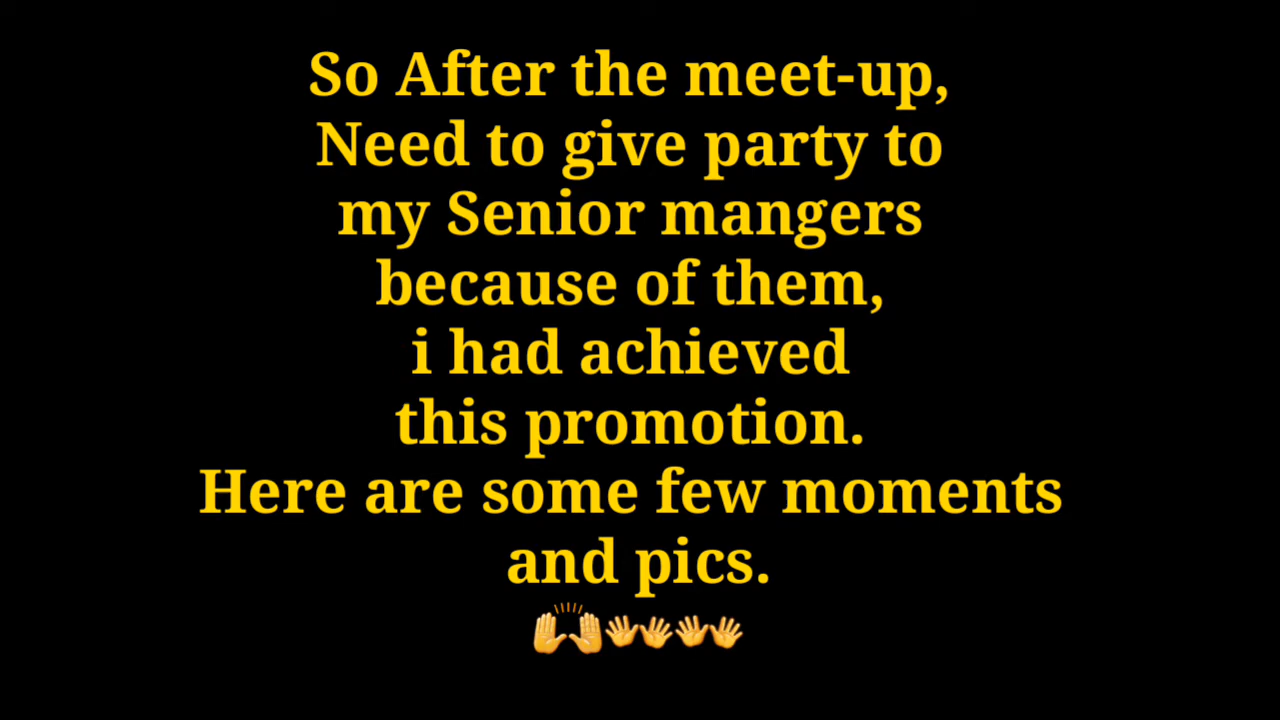 So After the meet-up,
Need to give party to
my Senior mangers
because of them,
i had achieved
this promotion.
Here are some few moments
and pics.
🙌👐👐